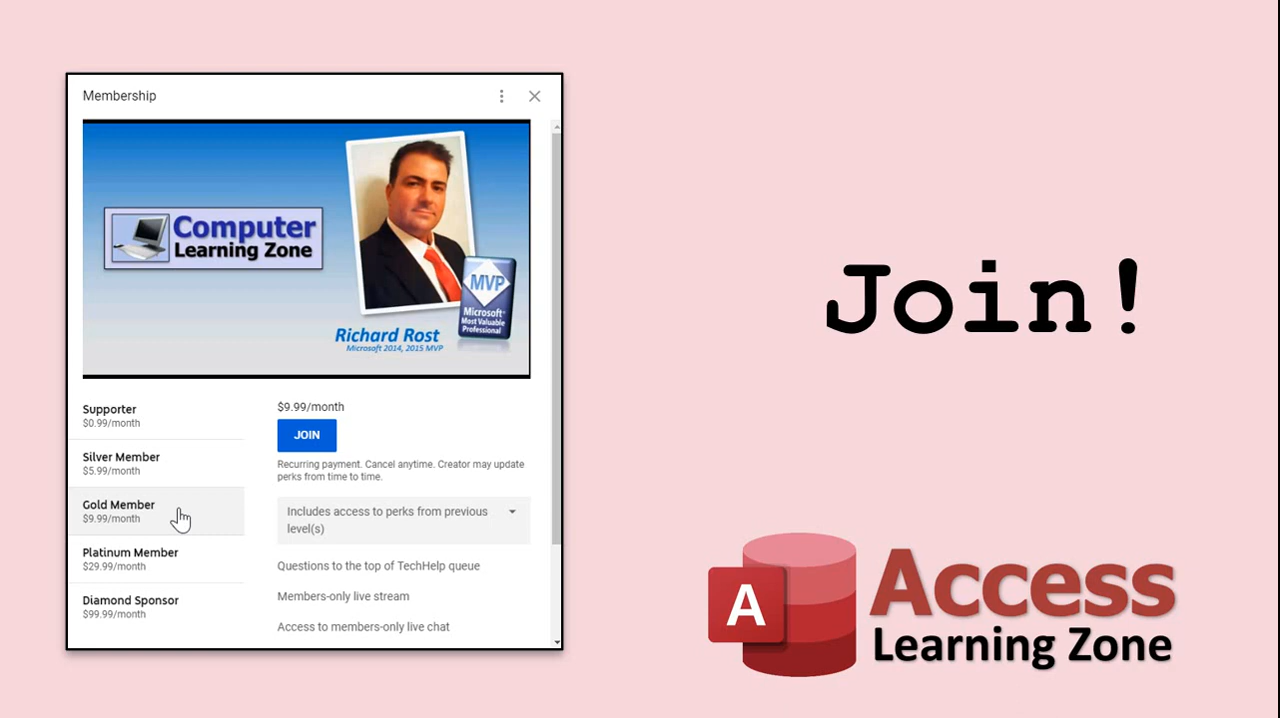 Membership
Computer
Learning Zone
MVP
Microsoft®
Most Valuable
Professional
Richard Rost
Microsoft 2014, 2015 MVP
Supporter
$0.99/month
Silver Member
$5.99/month
Gold Member
$9.99/month
Platinum Member
$29.99/month
Diamond Sponsor
$99.99/month
$9.99/month
JOIN
Recurring payment. Cancel anytime. Creator may update
perks from time to time.
Includes access to perks from previous
level(s)
Questions to the top of TechHelp queue
Members-only live stream
Access to members-only live chat
Join!
A
Access
Learning Zone